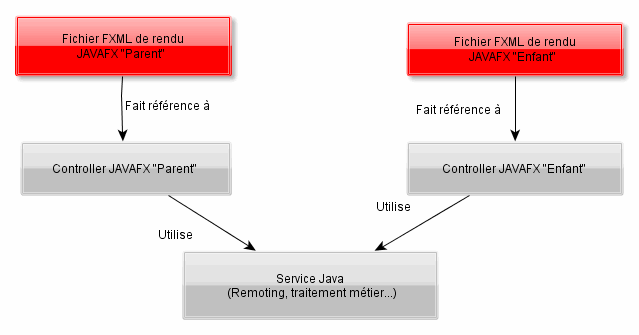 Fichier FXML de rendu
JAVAFX "Parent"
Fichier FXML de rendu
JAVAFX "Enfant"
Fait référence à
Fait référence à
Controller JAVAFX "Parent"
Controller JAVAFX "Enfant"
Utilise
Utilise
Service Java
(Remoting, traitement métier...)